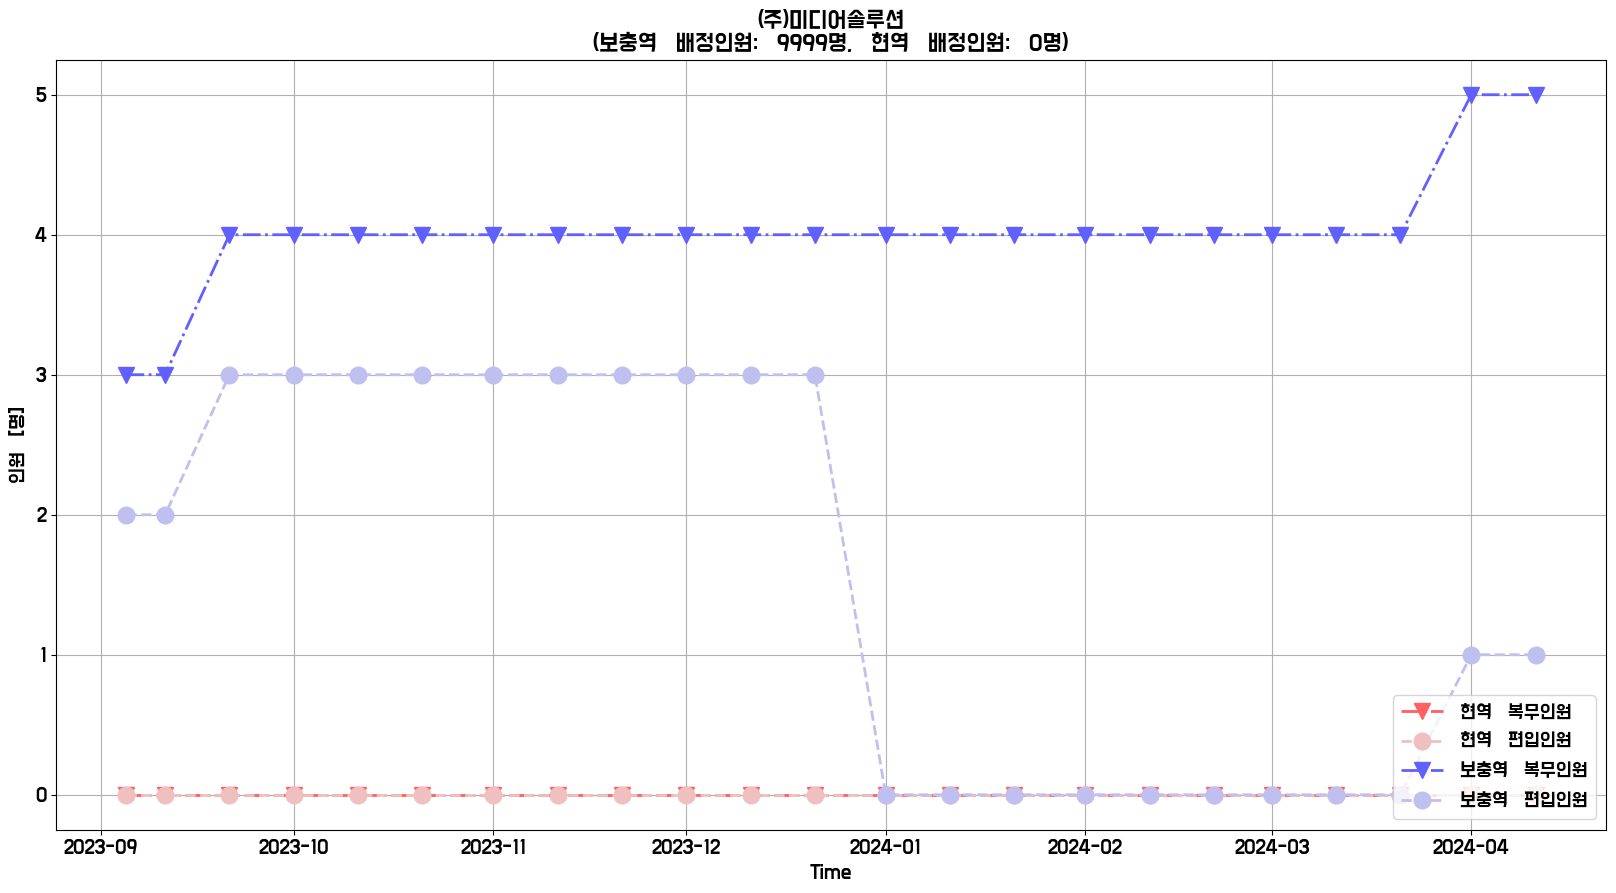 (주)미디어솔루션
(보충역 배정인원: 9999명, 현역 배정인원: 0명)
5
4
3
2
1
0
인원 [명]
현역 복무인원
현역 편입인원
보충역 복무인원
보충역 편입인원
2023-09 2023-10 2023-11 2023-12 2024-01 2024-02 2024-03 2024-04
Time